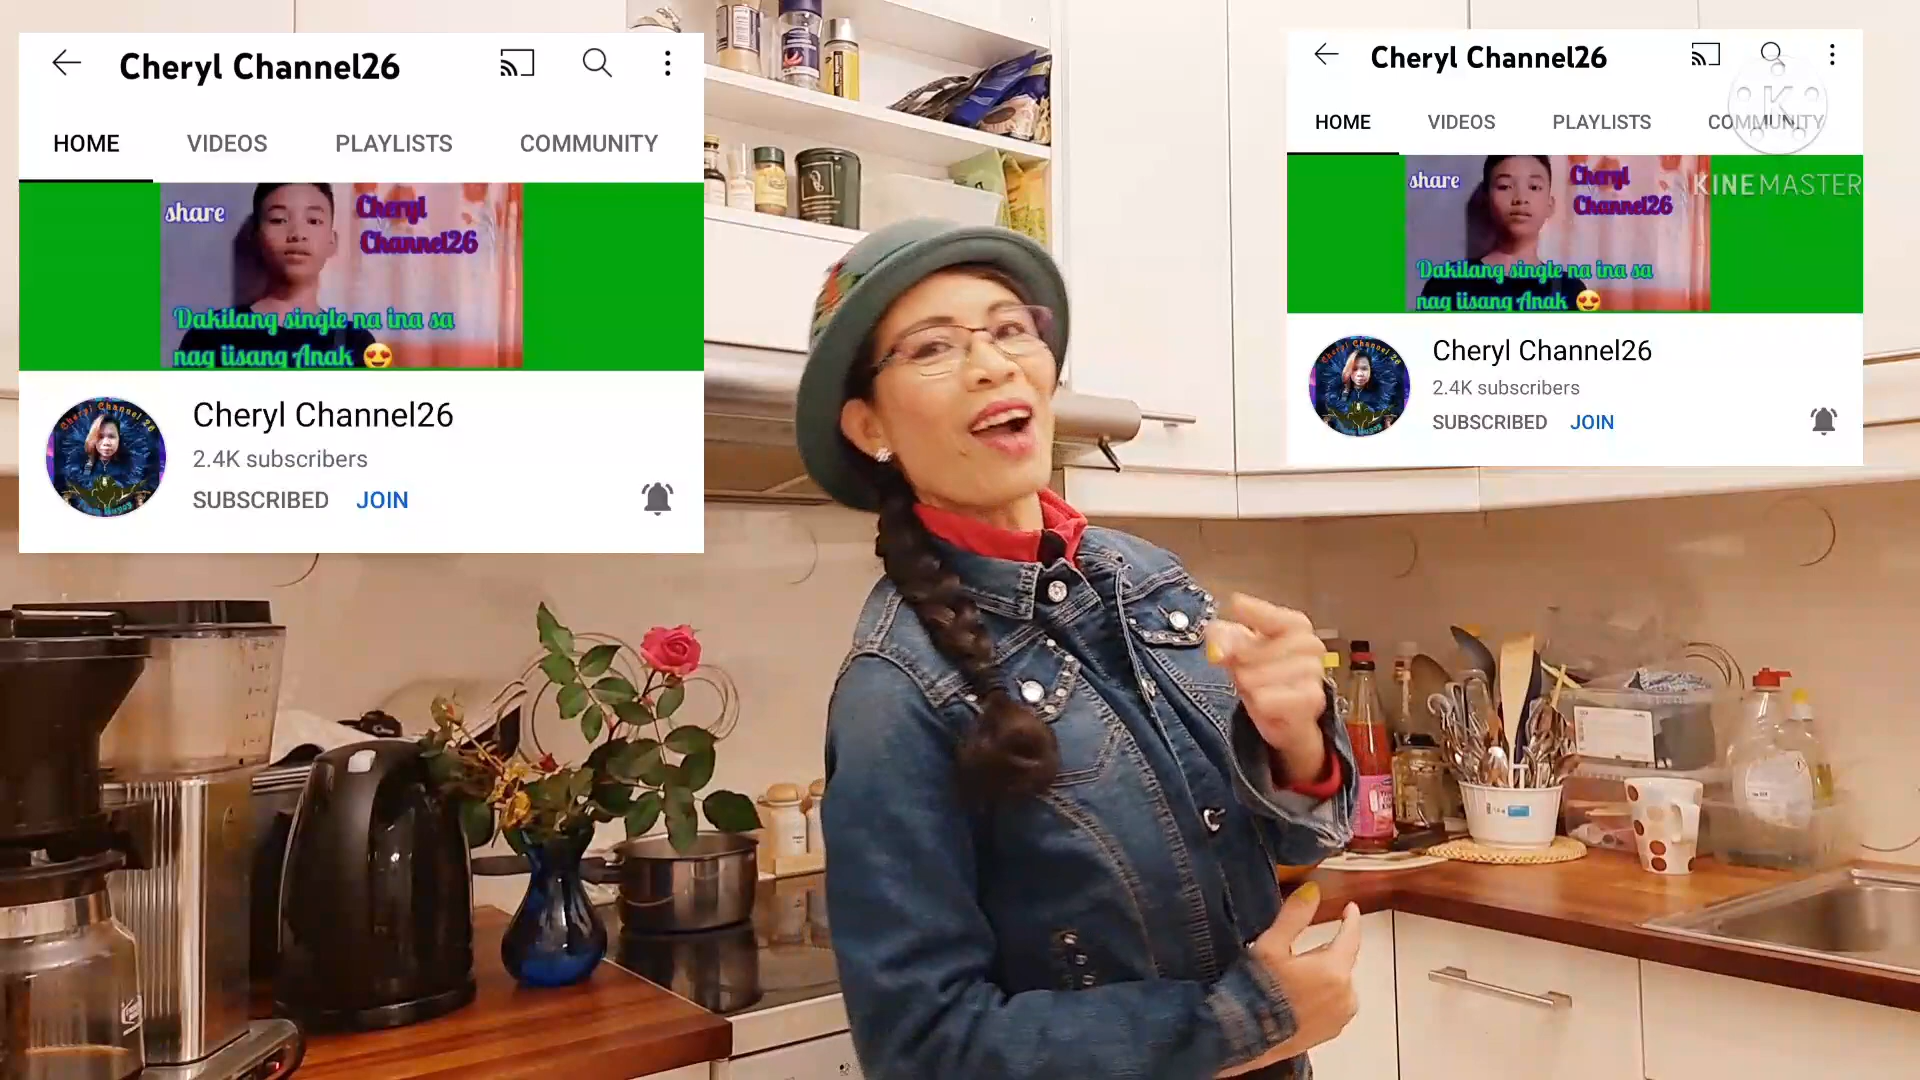 Cheryl Channel26
HOME VIDEOS PLAYLISTS COMMUNITY
share
Cheryl
Channel26
Dakilang single na ina sa
nag iisang Anak 😍
Cheryl Channel26
2.4K subscribers
SUBSCRIBED JOIN
Cheryl Channel26
HOME VIDEOS PLAYLISTS COMMUNITY
K
KINEMASTER
share
Cheryl
Channel26
Dakilang single na ina sa
nag iisang Anak 😍
Cheryl Channel26
2.4K subscribers
SUBSCRIBED JOIN